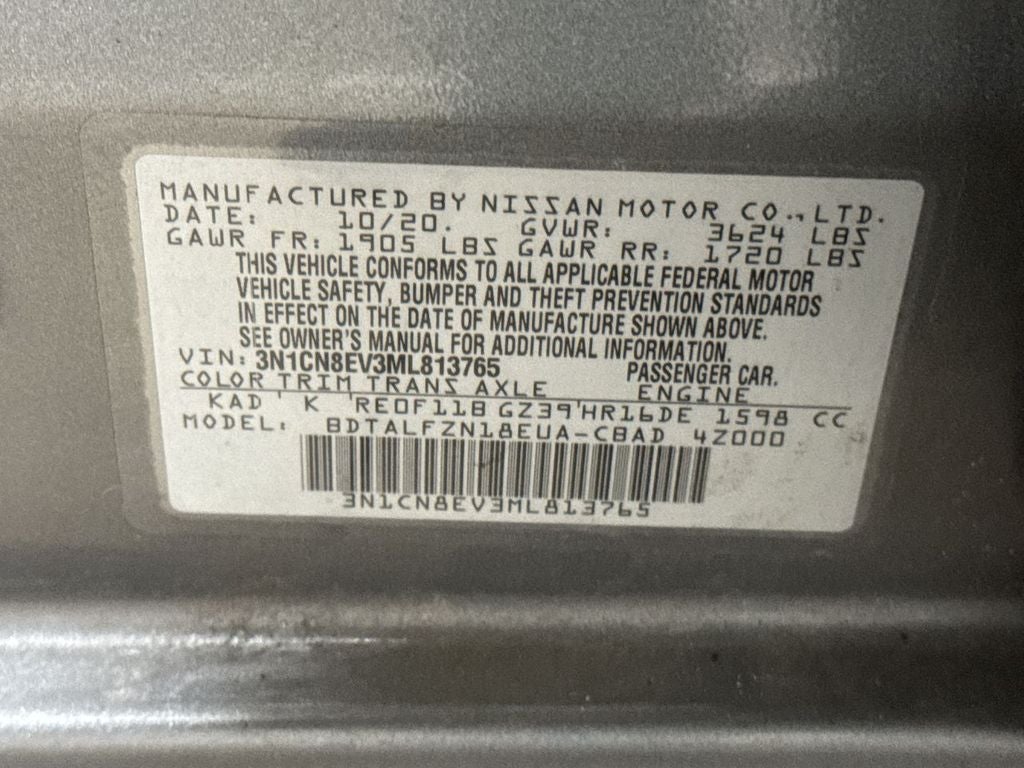 MANUFACTURED BY NISSAN MOTOR CO., LTD.
DATE: 10/20. GVWR: 3624 LBS
GAWR FR: 1905 LBS GAWR RR: 1720 LBS
THIS VEHICLE CONFORMS TO ALL APPLICABLE FEDERAL MOTOR
VEHICLE SAFETY, BUMPER AND THEFT PREVENTION STANDARDS
IN EFFECT ON THE DATE OF MANUFACTURE SHOWN ABOVE.
SEE OWNER'S MANUAL FOR ADDITIONAL INFORMATION.
VIN: 3N1CN8EV3ML813765 PASSENGER CAR.
COLOR TRIM TRANS AXLE ENGINE
KAD ' K 'RE0F11B GZ39'HR16DE 1598 CC
MODEL: BDTALFZN18EUA-CBAD 4Z000
3N1CN8EV3ML813765